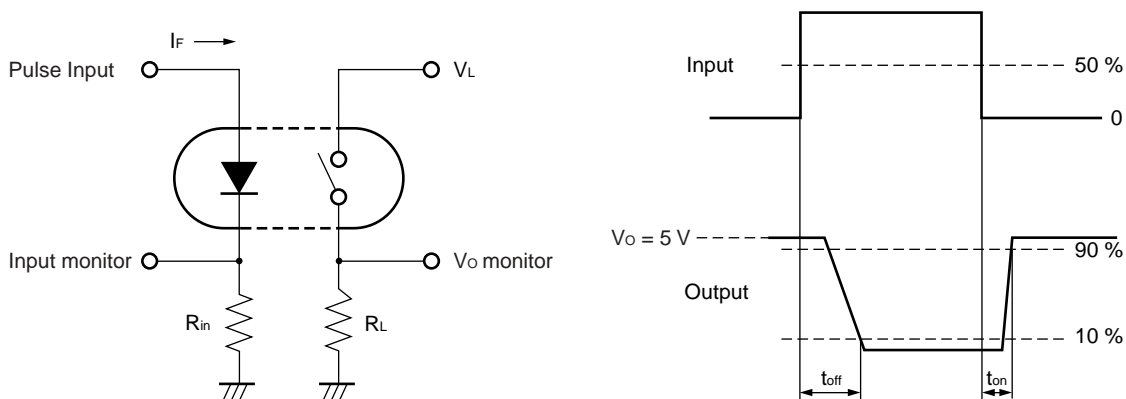 IF
Pulse Input
VL
Input monitor
VO monitor
Rin
RL
Input
50 %
0
VO = 5 V
90 %
Output
10 %
toff
ton